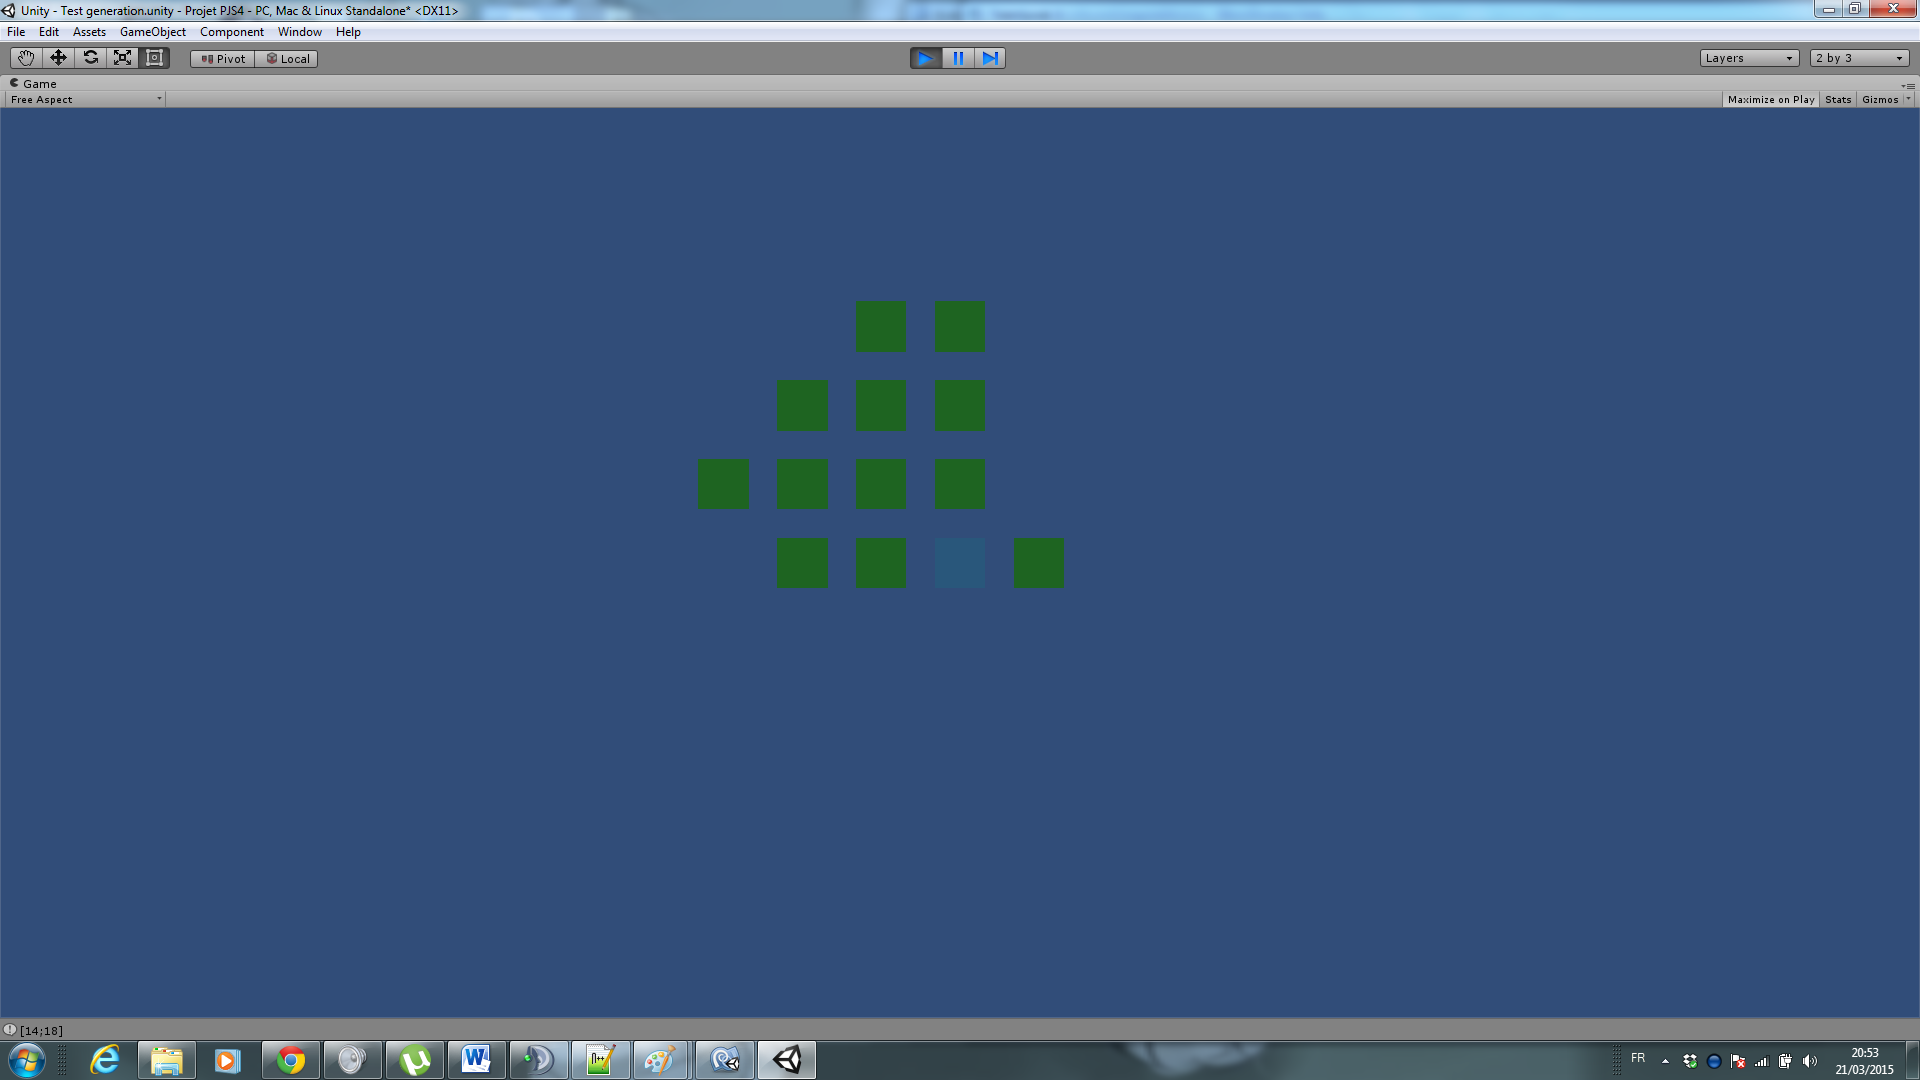 Unity - Test generation.unity - Projet PJS4 - PC, Mac & Linux Standalone* <DX11>
File Edit Assets GameObject Component Window Help
Pivot Local Layers 2 by 3
Game
Free Aspect Maximize on Play Stats Gizmos
[14;18]
FR 20:53
21/03/2015